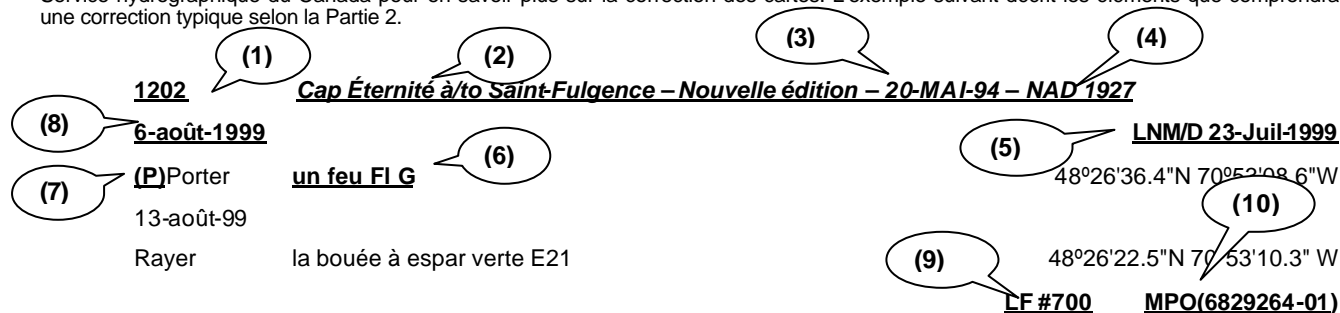 Service hydrographique du Canada pour en savoir plus sur la correction des cartes. L'exemple suivant décrit les éléments que comprendra
une correction typique selon la Partie 2.
(1) (2) (3) (4)
1202 Cap Éternité à/to Saint-Fulgence – Nouvelle édition – 20-MAI-94 – NAD 1927
(8) 6-août-1999 (5) LNM/D 23-Juil-1999
(7) (P)Porter un feu Fl G (6) 48º26'36.4"N
13-août-99 (10)
Rayer la bouée à espar verte E21 (9) 48º26'22.5"N 70º53'10.3" W
LF #700 MPO(6829264-01)